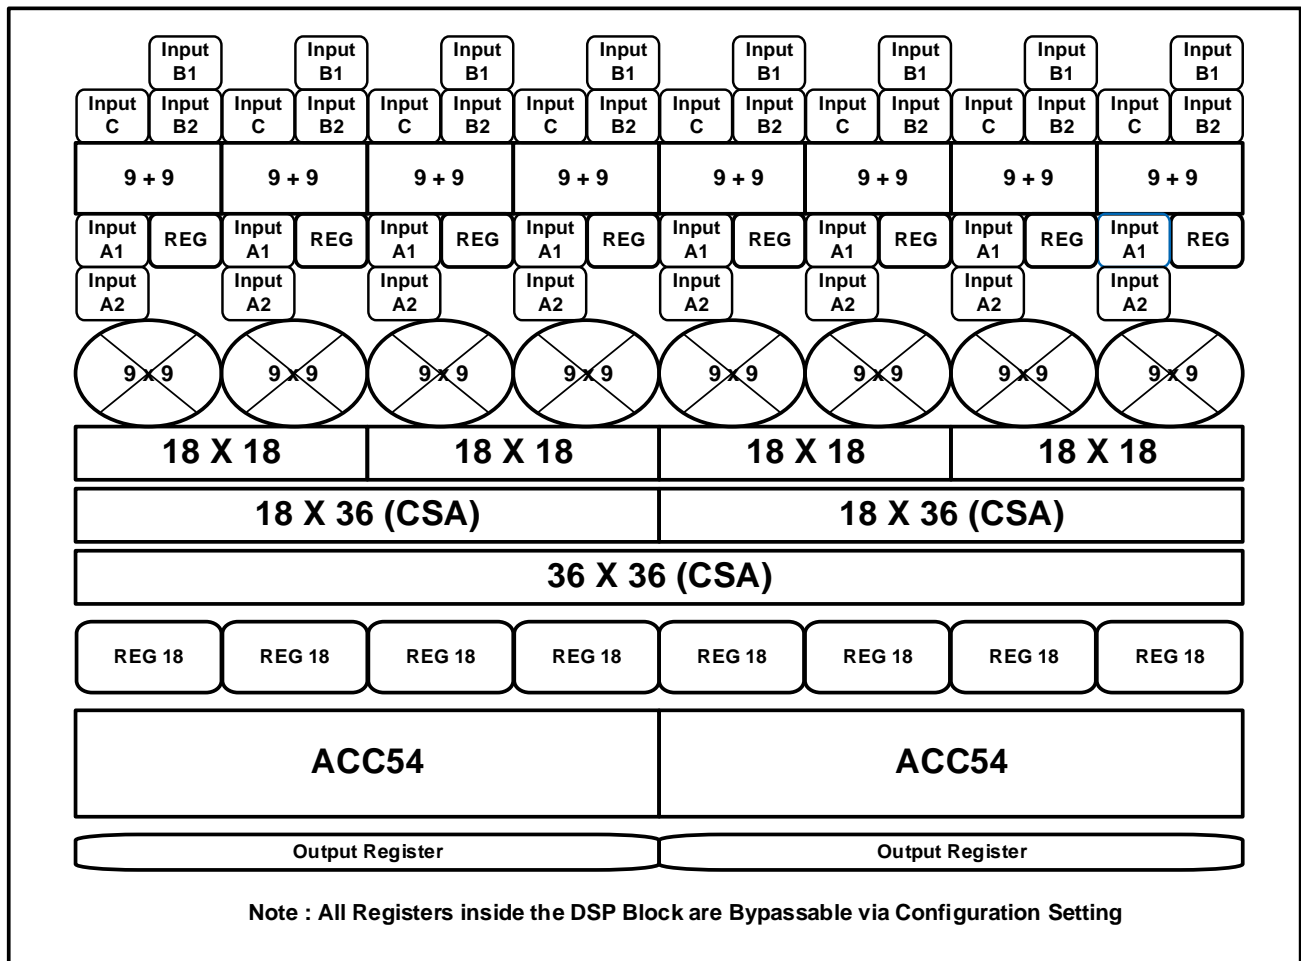 Input B1 Input B1 Input B1 Input B1 Input B1 Input B1 Input B1 Input B1
Input C Input B2 Input C Input B2 Input C Input B2 Input C Input B2 Input C Input B2 Input C Input B2 Input C Input B2 Input C Input B2
9 + 9 9 + 9 9 + 9 9 + 9 9 + 9 9 + 9 9 + 9 9 + 9
Input A1 REG Input A1 REG Input A1 REG Input A1 REG Input A1 REG Input A1 REG Input A1 REG Input A1 REG
Input A2 Input A2 Input A2 Input A2 Input A2 Input A2 Input A2 Input A2
9 x 9 9 x 9 9 x 9 9 x 9 9 x 9 9 x 9 9 x 9 9 x 9
18 X 18 18 X 18 18 X 18 18 X 18
18 X 36 (CSA) 18 X 36 (CSA)
36 X 36 (CSA)
REG 18 REG 18 REG 18 REG 18 REG 18 REG 18 REG 18 REG 18
ACC54 ACC54
Output Register Output Register
Note : All Registers inside the DSP Block are Bypassable via Configuration Setting